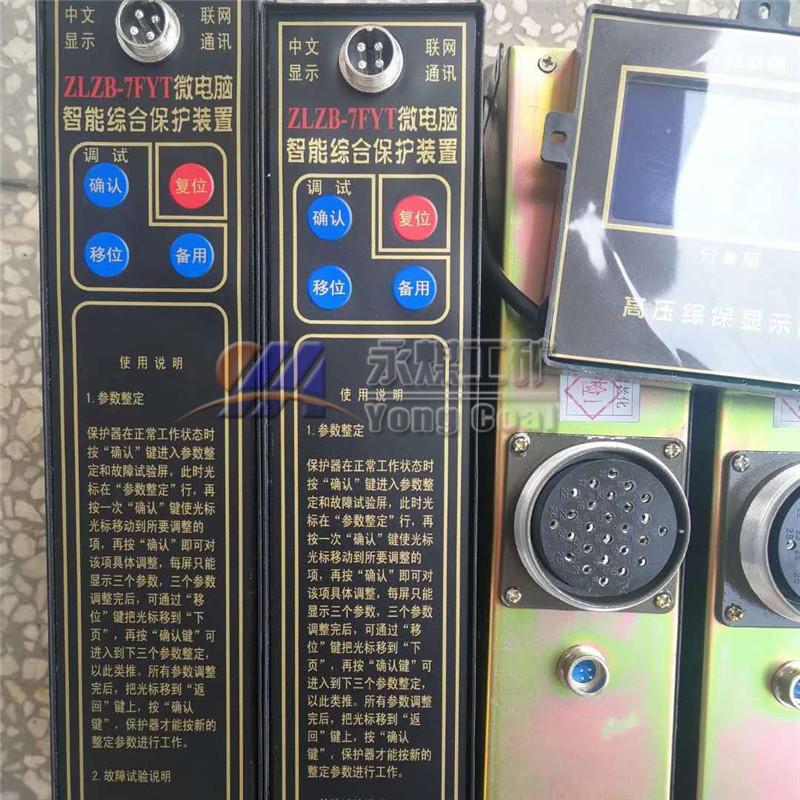 中文
显示
联网
通讯
ZLZB-7FYT微电脑
智能综合保护装置
调 试
确认
复位
移位
备用
使用说明
1.参数整定
保护器在正常工作状态时
按“确认”键进入参数整
定和故障试验屏，此时光
标在“参数整定”行，再
按一次“确认”键使光标
光标移动到所要调整的
项，再按“确认”即可对
该项具体调整，每屏只能
显示三个参数，三个参数
调整完后，可通过“移
位”键把光标移到“下
页”，再按“确认键”可
进入到下三个参数整定，
以此类推。所有参数调整
完后，把光标移到“返
回”键上，按“确认
键”，保护器才能按新的
整定参数进行工作。
2.故障试验说明
中文
显示
联网
通讯
ZLZB-7FYT微电脑
智能综合保护装置
调 试
确认
复位
移位
备用
使用说明
1.参数整定
保护器在正常工作状态时
按“确认”键进入参数整
定和故障试验屏，此时光
标在“参数整定”行，再
按一次“确认”键使光标
光标移动到所要调整的
项，再按“确认”即可对
该项具体调整，每屏只能
显示三个参数，三个参数
调整完后，可通过“移
位”键把光标移到“下
页”，再按“确认键”可
进入到下三个参数整定，
以此类推。所有参数调整
完后，把光标移到“返
回”键上，按“确认
键”，保护器才能按新的
整定参数进行工作。
高压综保显示
永煤工矿
Yong Coal